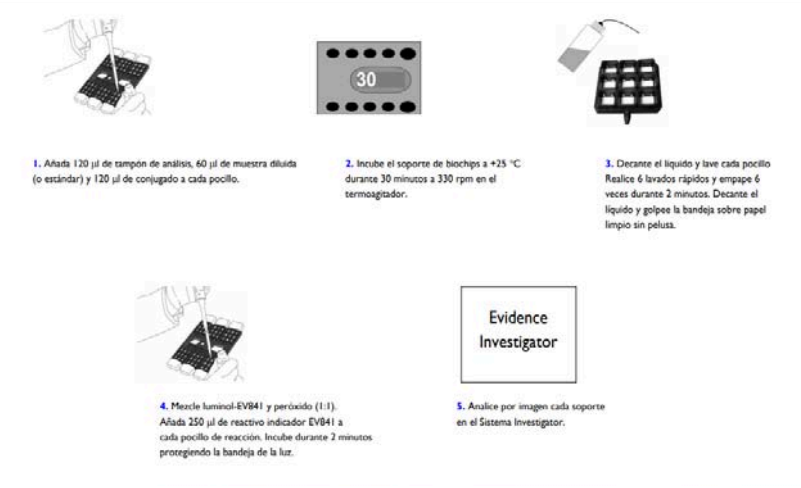 30
1. Añada 120 µl de tampón de análisis, 60 µl de muestra diluida
(o estándar) y 120 µl de conjugado a cada pocillo.
2. Incube el soporte de biochips a +25 °C
durante 30 minutos a 330 rpm en el
termoagitador.
3. Decante el líquido y lave cada pocillo
Realice 6 lavados rápidos y empape 6
veces durante 2 minutos. Decante el
líquido y golpee la bandeja sobre papel
limpio sin pelusa.
4. Mezcle luminol-EV841 y peróxido (1:1).
Añada 250 µl de reactivo indicador EV841 a
cada pocillo de reacción. Incube durante 2 minutos
protegiendo la bandeja de la luz.
Evidence
Investigator
5. Analice por imagen cada soporte
en el Sistema Investigator.